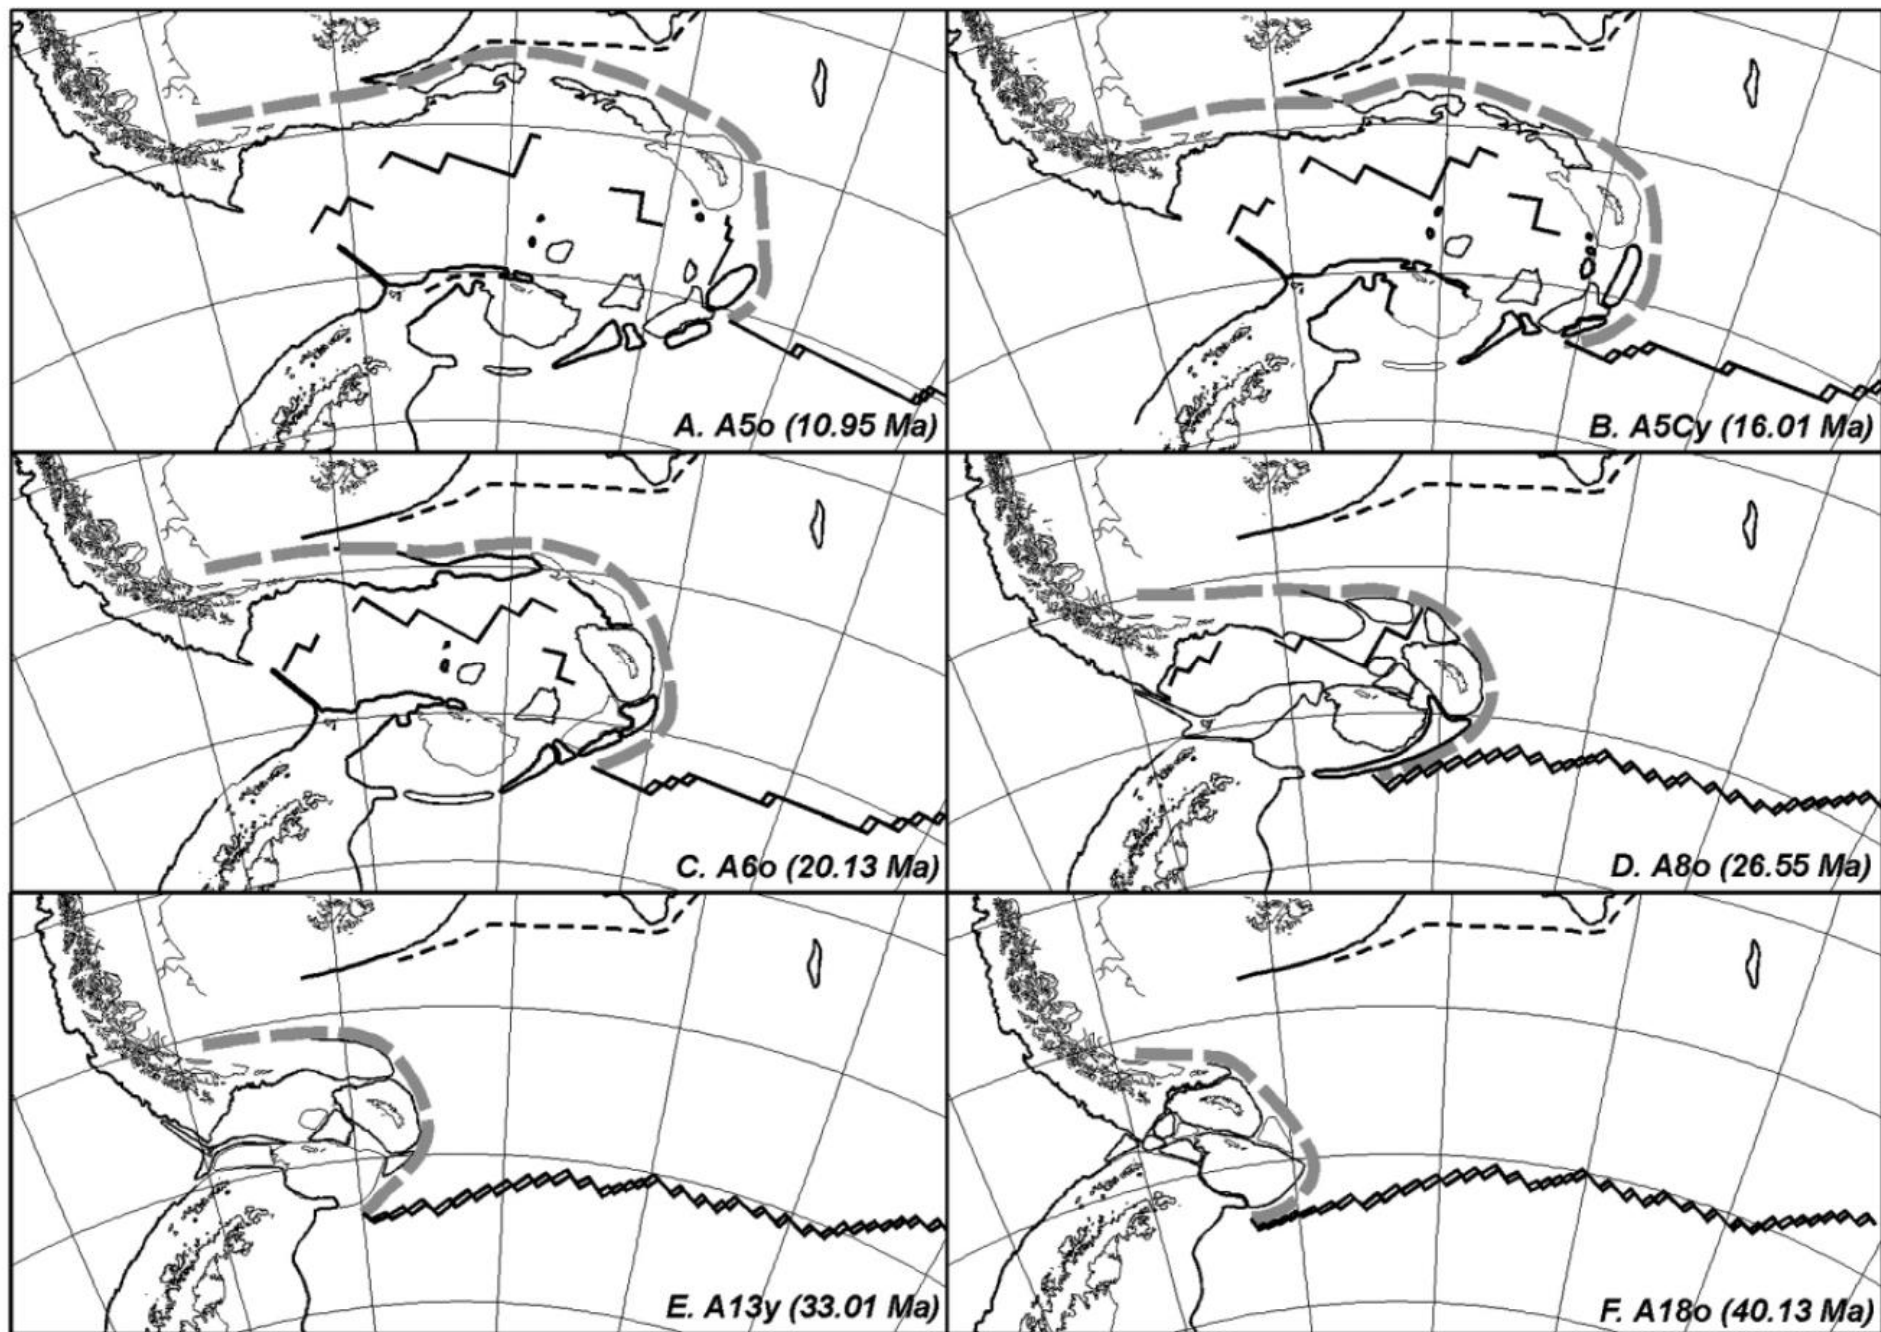 A. A5o (10.95 Ma)
B. A5Cy (16.01 Ma)
C. A6o (20.13 Ma)
D. A8o (26.55 Ma)
E. A13y (33.01 Ma)
F. A18o (40.13 Ma)